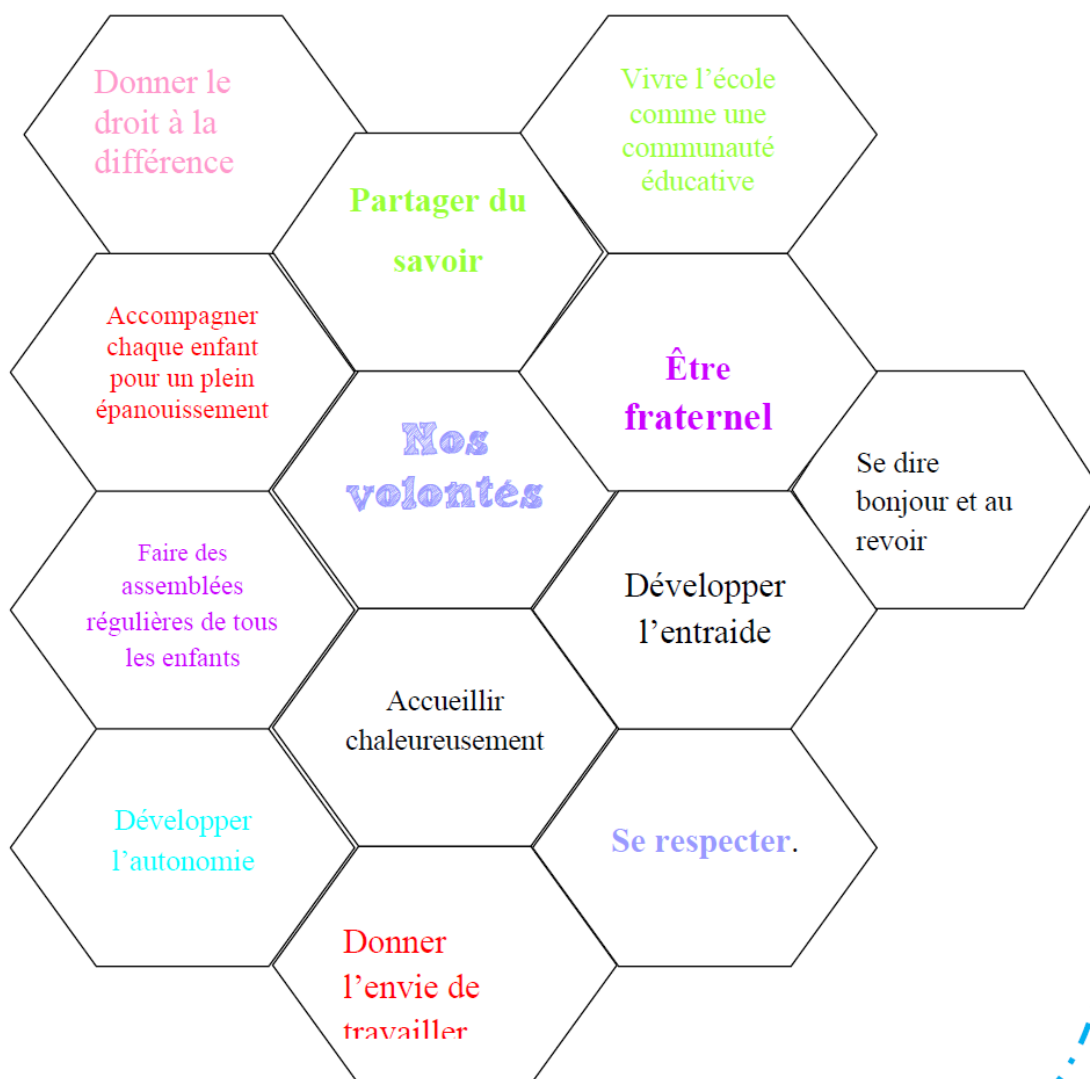 Donner le
droit à la
différence
Vivre l’école
comme une
communauté
éducative
Partager du
savoir
Accompagner
chaque enfant
pour un plein
épanouissement
Être
fraternel
Nos
volontés
Se dire
bonjour et au
revoir
Faire des
assemblées
régulières de tous
les enfants
Développer
l’entraide
Accueillir
chaleureusement
Développer
l’autonomie
Se respecter.
Donner
l’envie de
travailler